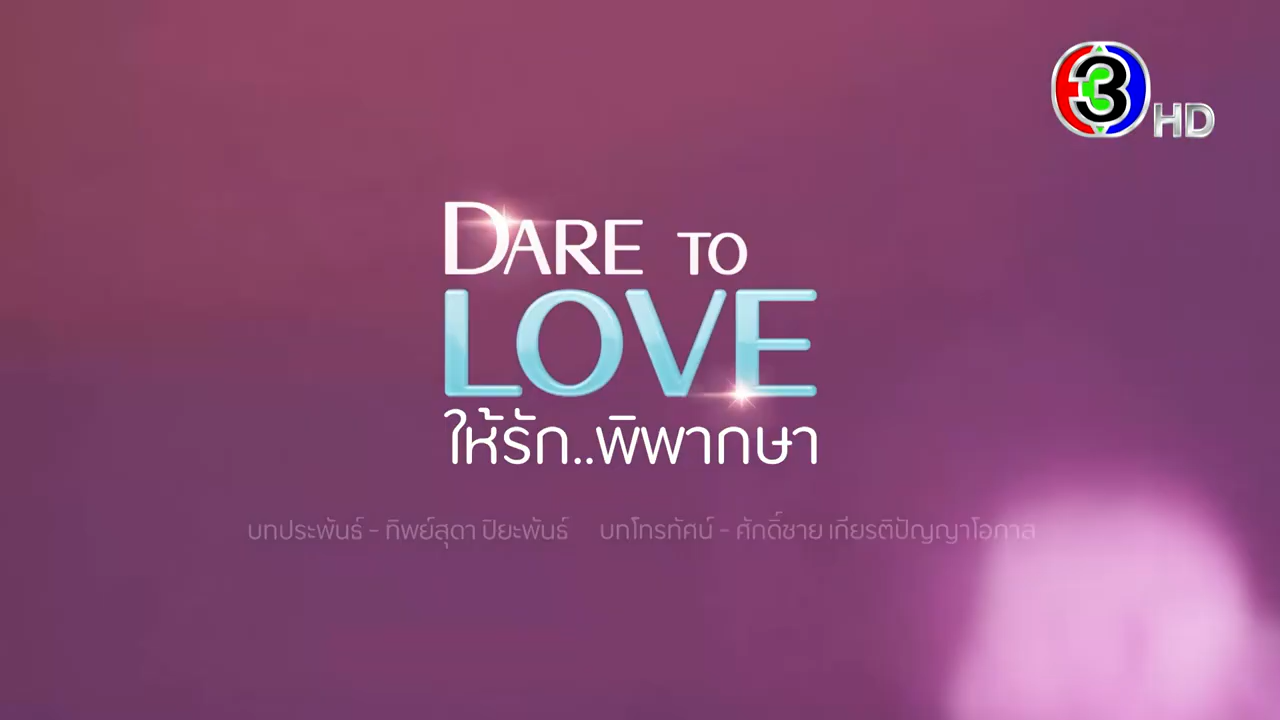 3 HD
DARE TO
LOVE
ให้รัก..พิพากษา
บทประพันธ์ - ทิพย์สุดา ปิยะพันธ์ บทโทรทัศน์ - ศักดิ์ชาย เกียรติปัญญาโอภาส